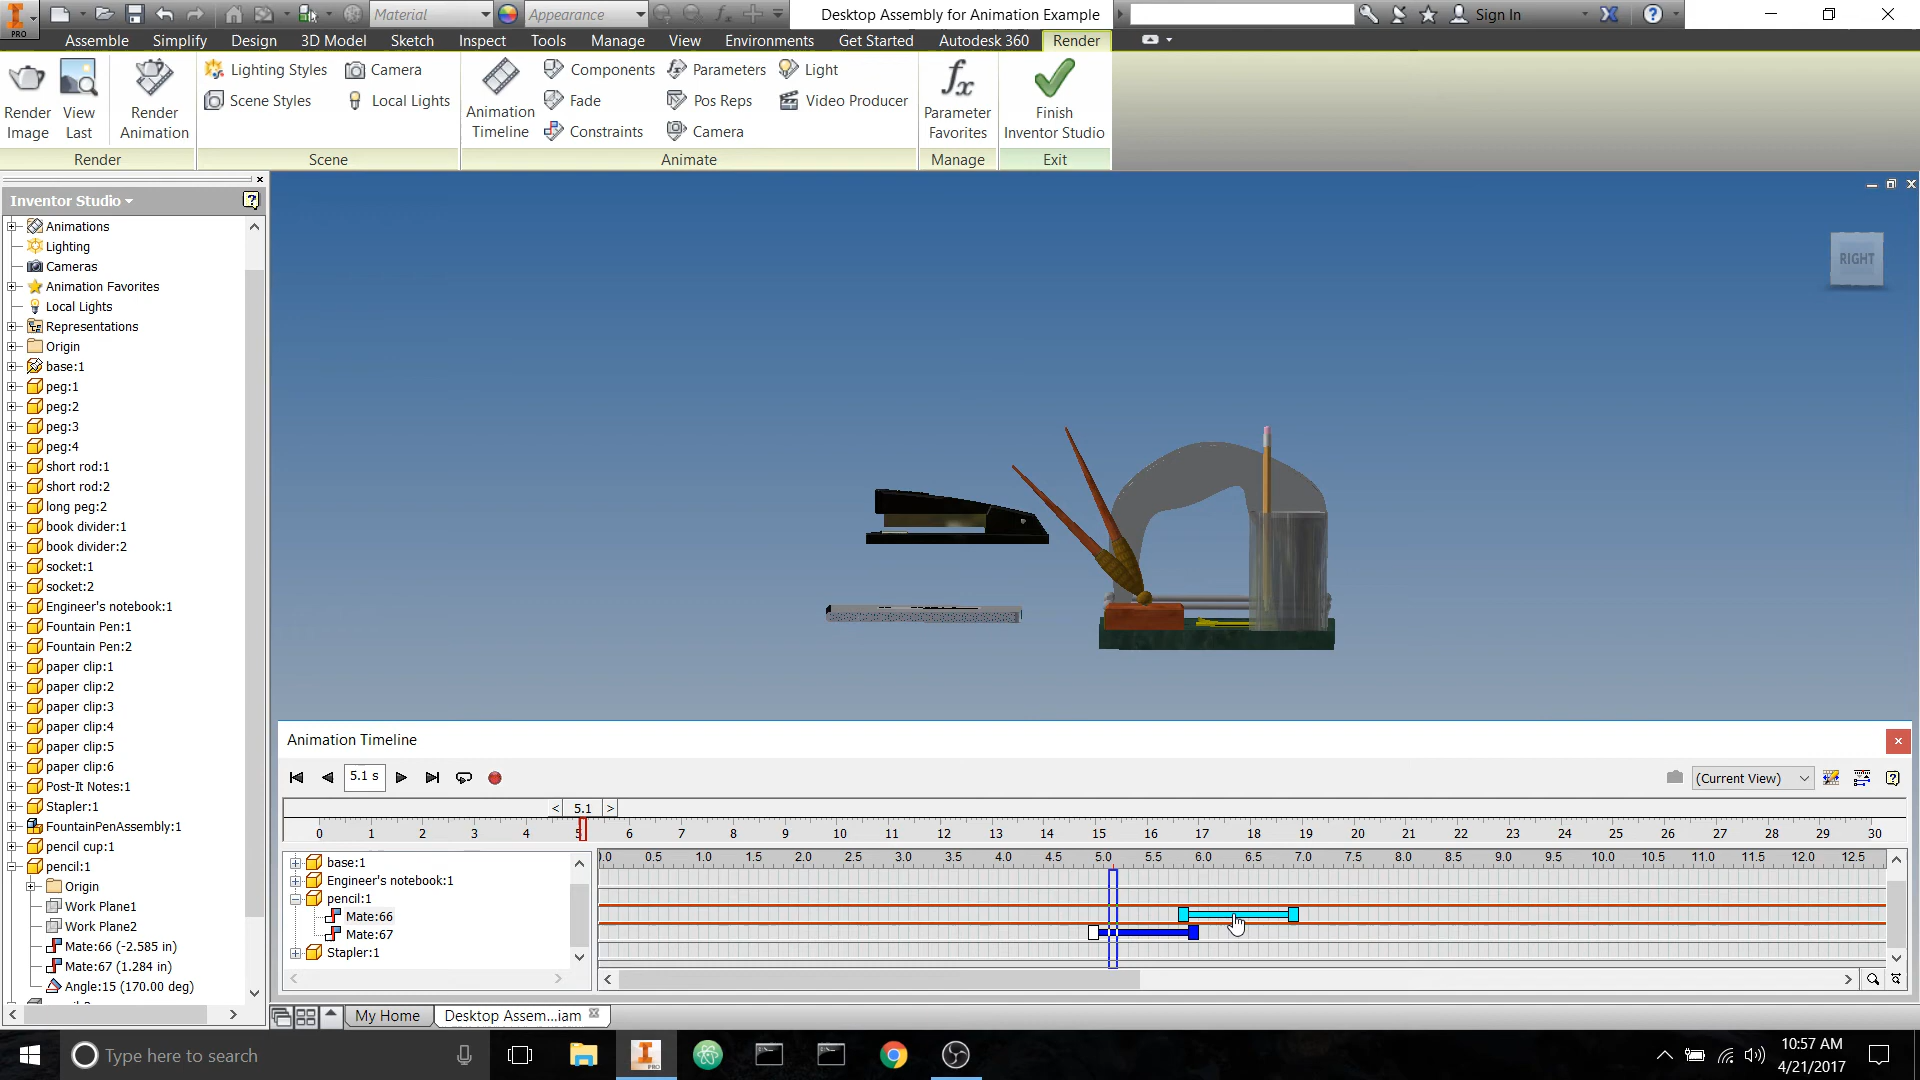 PRO
Material
Appearance
Desktop Assembly for Animation Example
Sign In
Assemble Simplify Design 3D Model Sketch Inspect Tools Manage View Environments Get Started Autodesk 360 Render
Lighting Styles Camera Components Parameters Light
Scene Styles Local Lights Fade Pos Reps Video Producer
Constraints Camera
Render Image
View Last
Render Animation
Animation Timeline
fx
Parameter Favorites
Finish Inventor Studio
Render Scene Animate Manage Exit
Inventor Studio
Animations
Lighting
Cameras
Animation Favorites
Local Lights
Representations
Origin
base:1
peg:1
peg:2
peg:3
peg:4
short rod:1
short rod:2
long peg:2
book divider:1
book divider:2
socket:1
socket:2
Engineer's notebook:1
Fountain Pen:1
Fountain Pen:2
paper clip:1
paper clip:2
paper clip:3
paper clip:4
paper clip:5
paper clip:6
Post-It Notes:1
Stapler:1
FountainPenAssembly:1
pencil cup:1
pencil:1
Origin
Work Plane1
Work Plane2
Mate:66 (-2.585 in)
Mate:67 (1.284 in)
Angle:15 (170.00 deg)
RIGHT
Animation Timeline
5.1 s
(Current View)
< 5.1 >
0 1 2 3 4 5 6 7 8 9 10 11 12 13 14 15 16 17 18 19 20 21 22 23 24 25 26 27 28 29 30
0.0 0.5 1.0 1.5 2.0 2.5 3.0 3.5 4.0 4.5 5.0 5.5 6.0 6.5 7.0 7.5 8.0 8.5 9.0 9.5 10.0 10.5 11.0 11.5 12.0 12.5
base:1
Engineer's notebook:1
pencil:1
Mate:66
Mate:67
Stapler:1
My Home
Desktop Assem...iam
Type here to search
PRO
10:57 AM
4/21/2017